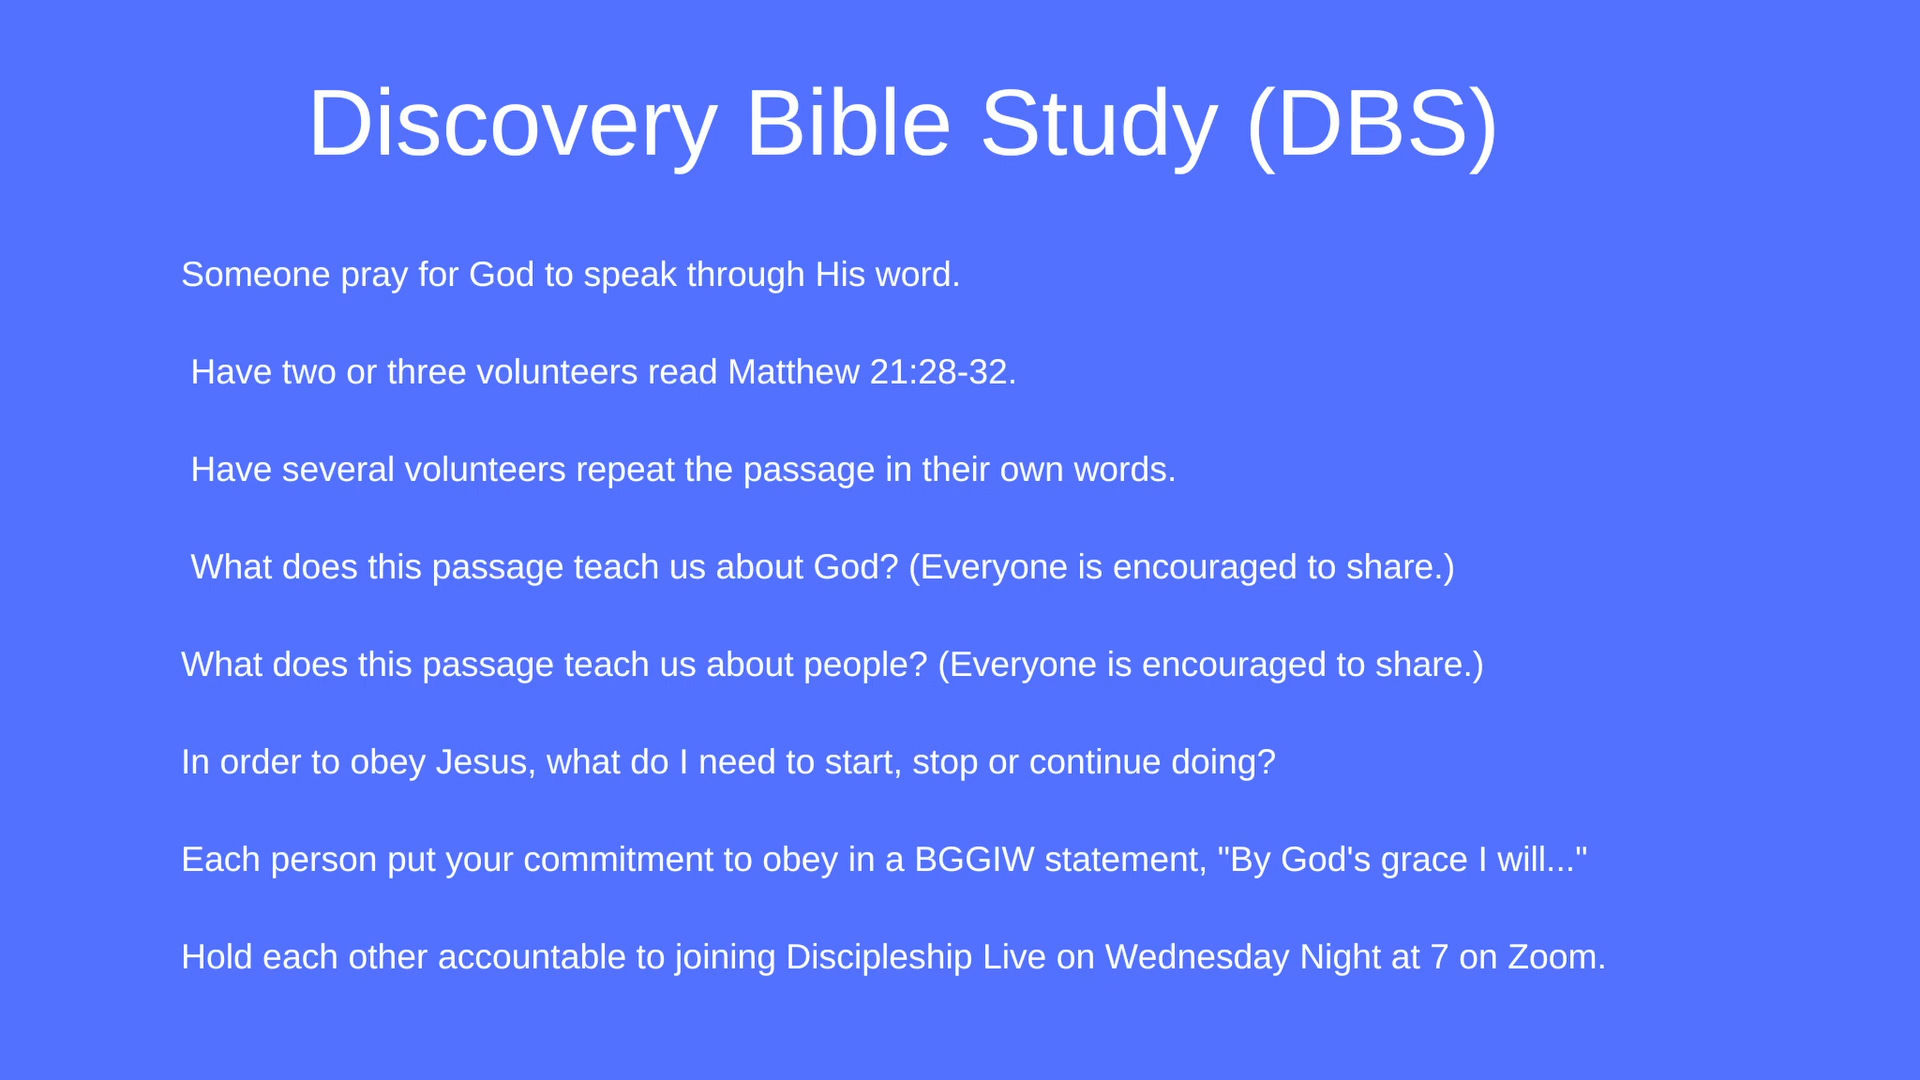 Discovery Bible Study (DBS)
Someone pray for God to speak through His word.
Have two or three volunteers read Matthew 21:28-32.
Have several volunteers repeat the passage in their own words.
What does this passage teach us about God? (Everyone is encouraged to share.)
What does this passage teach us about people? (Everyone is encouraged to share.)
In order to obey Jesus, what do I need to start, stop or continue doing?
Each person put your commitment to obey in a BGGIW statement, "By God's grace I will..."
Hold each other accountable to joining Discipleship Live on Wednesday Night at 7 on Zoom.